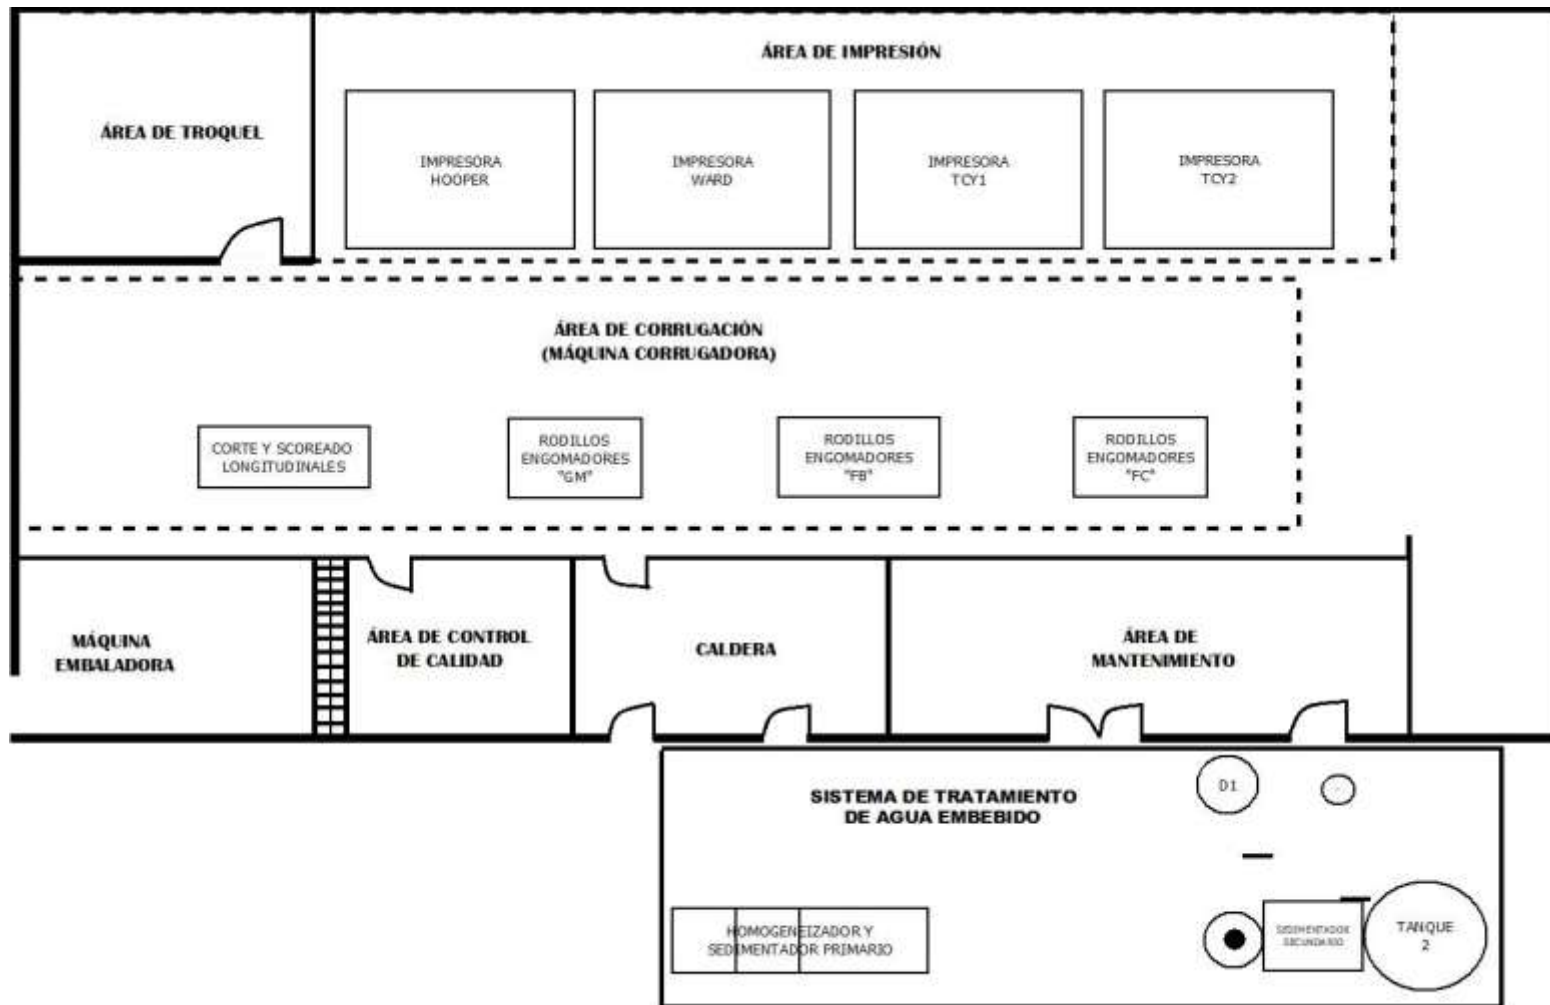 ÁREA DE IMPRESIÓN
ÁREA DE TROQUEL
IMPRESORA
HOOPER
IMPRESORA
WARD
IMPRESORA
TCY1
IMPRESORA
TCY2
ÁREA DE CORRUGACIÓN
(MÁQUINA CORRUGADORA)
CORTE Y SCOREADO
LONGITUDINALES
RODILLOS
ENGOMADORES
"GM"
RODILLOS
ENGOMADORES
"FB"
RODILLOS
ENGOMADORES
"FC"
MÁQUINA
EMBALADORA
ÁREA DE CONTROL
DE CALIDAD
CALDERA
ÁREA DE
MANTENIMIENTO
SISTEMA DE TRATAMIENTO
DE AGUA EMBEBIDO
D1
HOMOGENEIZADOR Y
SEDIMENTADOR PRIMARIO
SEDIMENTADOR
SECUNDARIO
TANQUE
2